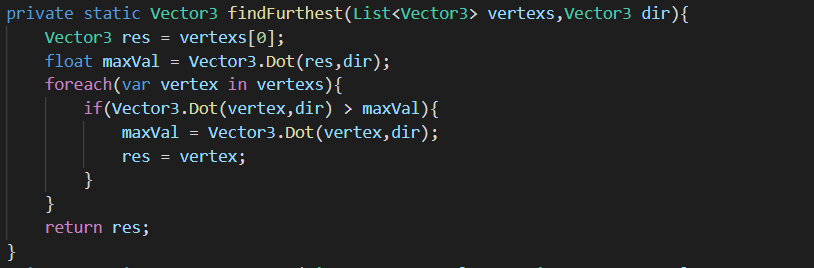 private static Vector3 findFurthest(List<Vector3> vertexs,Vector3 dir){
    Vector3 res = vertexs[0];
    float maxVal = Vector3.Dot(res,dir);
    foreach(var vertex in vertexs){
        if(Vector3.Dot(vertex,dir) > maxVal){
            maxVal = Vector3.Dot(vertex,dir);
            res = vertex;
        }
    }
    return res;
}